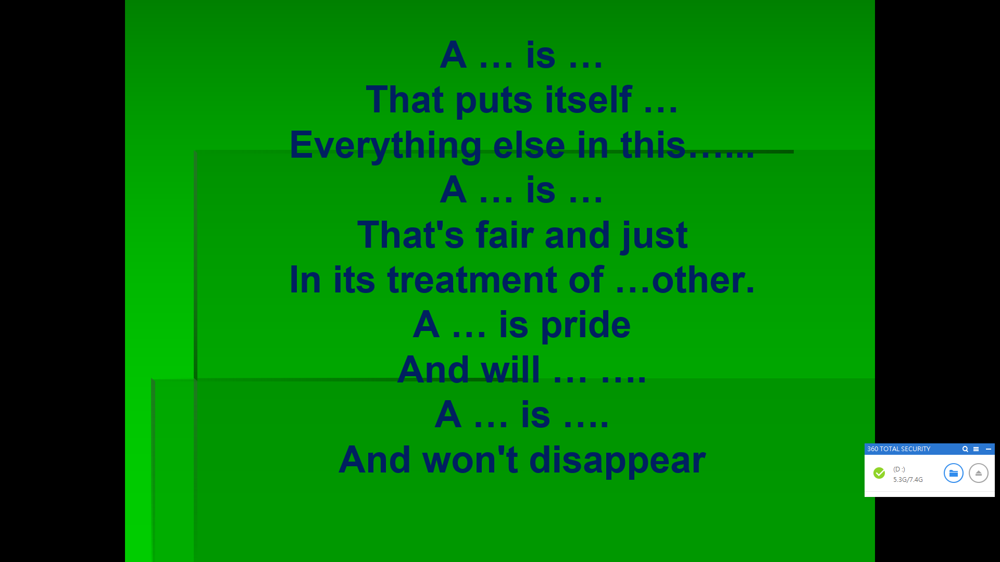 A … is …
That puts itself …
Everything else in this…...
A … is …
That's fair and just
In its treatment of …other.
A … is pride
And will … ….
A … is ….
And won't disappear
360 TOTAL SECURITY
(D :)
5.3G/7.4G